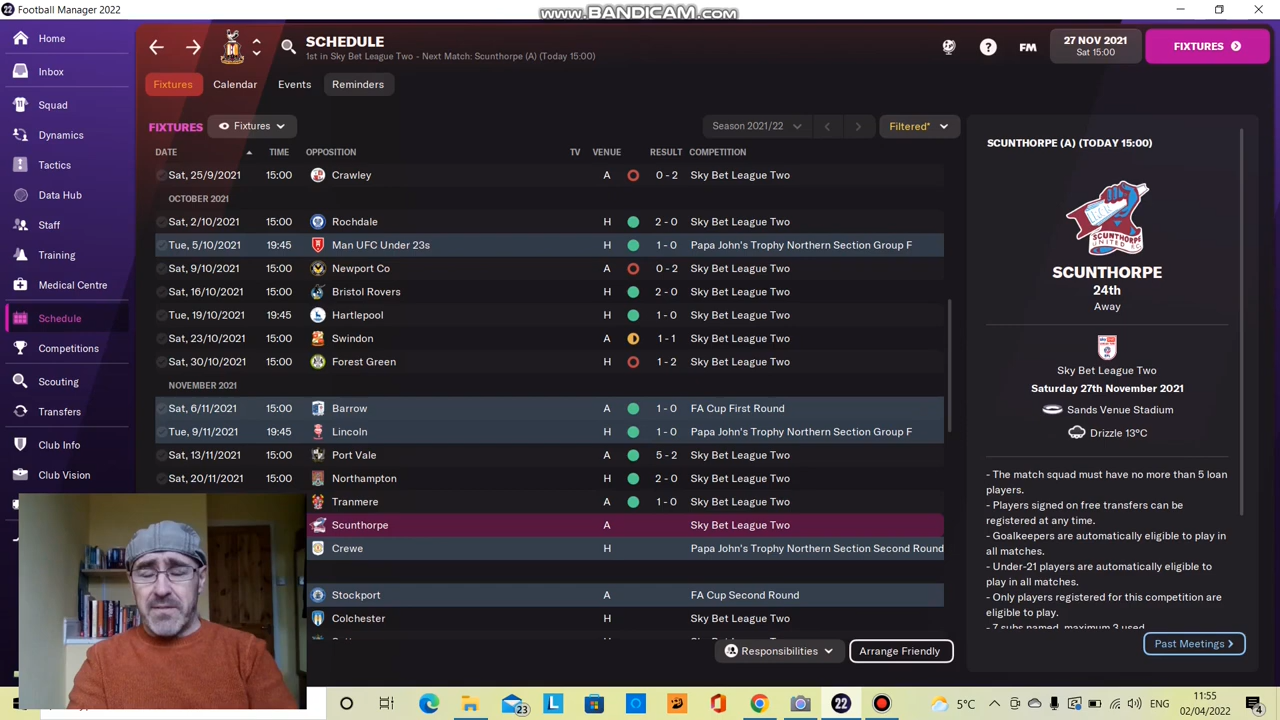 22 Football Manager 2022
www.BANDICAM.com
Home
Inbox
Squad
Dynamics
Tactics
Data Hub
Staff
Training
Medical Centre
Schedule
Competitions
Scouting
Transfers
Club Info
Club Vision
SCHEDULE
1st in Sky Bet League Two - Next Match: Scunthorpe (A) (Today 15:00)
FM
27 NOV 2021
Sat 15:00
FIXTURES
Fixtures Calendar Events Reminders
FIXTURES Fixtures Season 2021/22 Filtered*
DATE TIME OPPOSITION TV VENUE RESULT COMPETITION
Sat, 25/9/2021 15:00 Crawley A 0 - 2 Sky Bet League Two
OCTOBER 2021
Sat, 2/10/2021 15:00 Rochdale H 2 - 0 Sky Bet League Two
Tue, 5/10/2021 19:45 Man UFC Under 23s H 1 - 0 Papa John's Trophy Northern Section Group F
Sat, 9/10/2021 15:00 Newport Co A 0 - 2 Sky Bet League Two
Sat, 16/10/2021 15:00 Bristol Rovers H 2 - 0 Sky Bet League Two
Tue, 19/10/2021 19:45 Hartlepool H 1 - 0 Sky Bet League Two
Sat, 23/10/2021 15:00 Swindon A 1 - 1 Sky Bet League Two
Sat, 30/10/2021 15:00 Forest Green H 1 - 2 Sky Bet League Two
NOVEMBER 2021
Sat, 6/11/2021 15:00 Barrow A 1 - 0 FA Cup First Round
Tue, 9/11/2021 19:45 Lincoln H 1 - 0 Papa John's Trophy Northern Section Group F
Sat, 13/11/2021 15:00 Port Vale A 5 - 2 Sky Bet League Two
Sat, 20/11/2021 15:00 Northampton H 2 - 0 Sky Bet League Two
Tranmere A 1 - 0 Sky Bet League Two
Scunthorpe A Sky Bet League Two
Crewe H Papa John's Trophy Northern Section Second Round
Stockport A FA Cup Second Round
Colchester H Sky Bet League Two
Responsibilities Arrange Friendly
SCUNTHORPE (A) (TODAY 15:00)
SCUNTHORPE
UNITED F.C
SCUNTHORPE
24th
Away
Sky Bet League Two
Saturday 27th November 2021
Sands Venue Stadium
Drizzle 13°C
- The match squad must have no more than 5 loan
players.
- Players signed on free transfers can be
registered at any time.
- Goalkeepers are automatically eligible to play in
all matches.
- Under-21 players are automatically eligible to
play in all matches.
- Only players registered for this competition are
eligible to play.
- 7 subs named, maximum 3 used
Past Meetings
23
L
22
5°C
ENG
11:55
02/04/2022
4